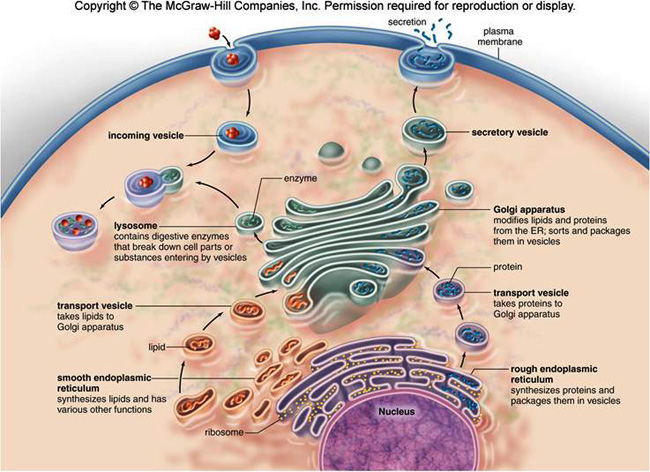 Copyright © The McGraw-Hill Companies, Inc. Permission required for reproduction or display.
secretion
plasma
membrane
incoming vesicle
secretory vesicle
enzyme
lysosome
contains digestive enzymes
that break down cell parts or
substances entering by vesicles
Golgi apparatus
modifies lipids and proteins
from the ER; sorts and packages
them in vesicles
protein
transport vesicle
takes lipids to
Golgi apparatus
transport vesicle
takes proteins to
Golgi apparatus
lipid
smooth endoplasmic
reticulum
synthesizes lipids and has
various other functions
rough endoplasmic
reticulum
synthesizes proteins and
packages them in vesicles
Nucleus
ribosome